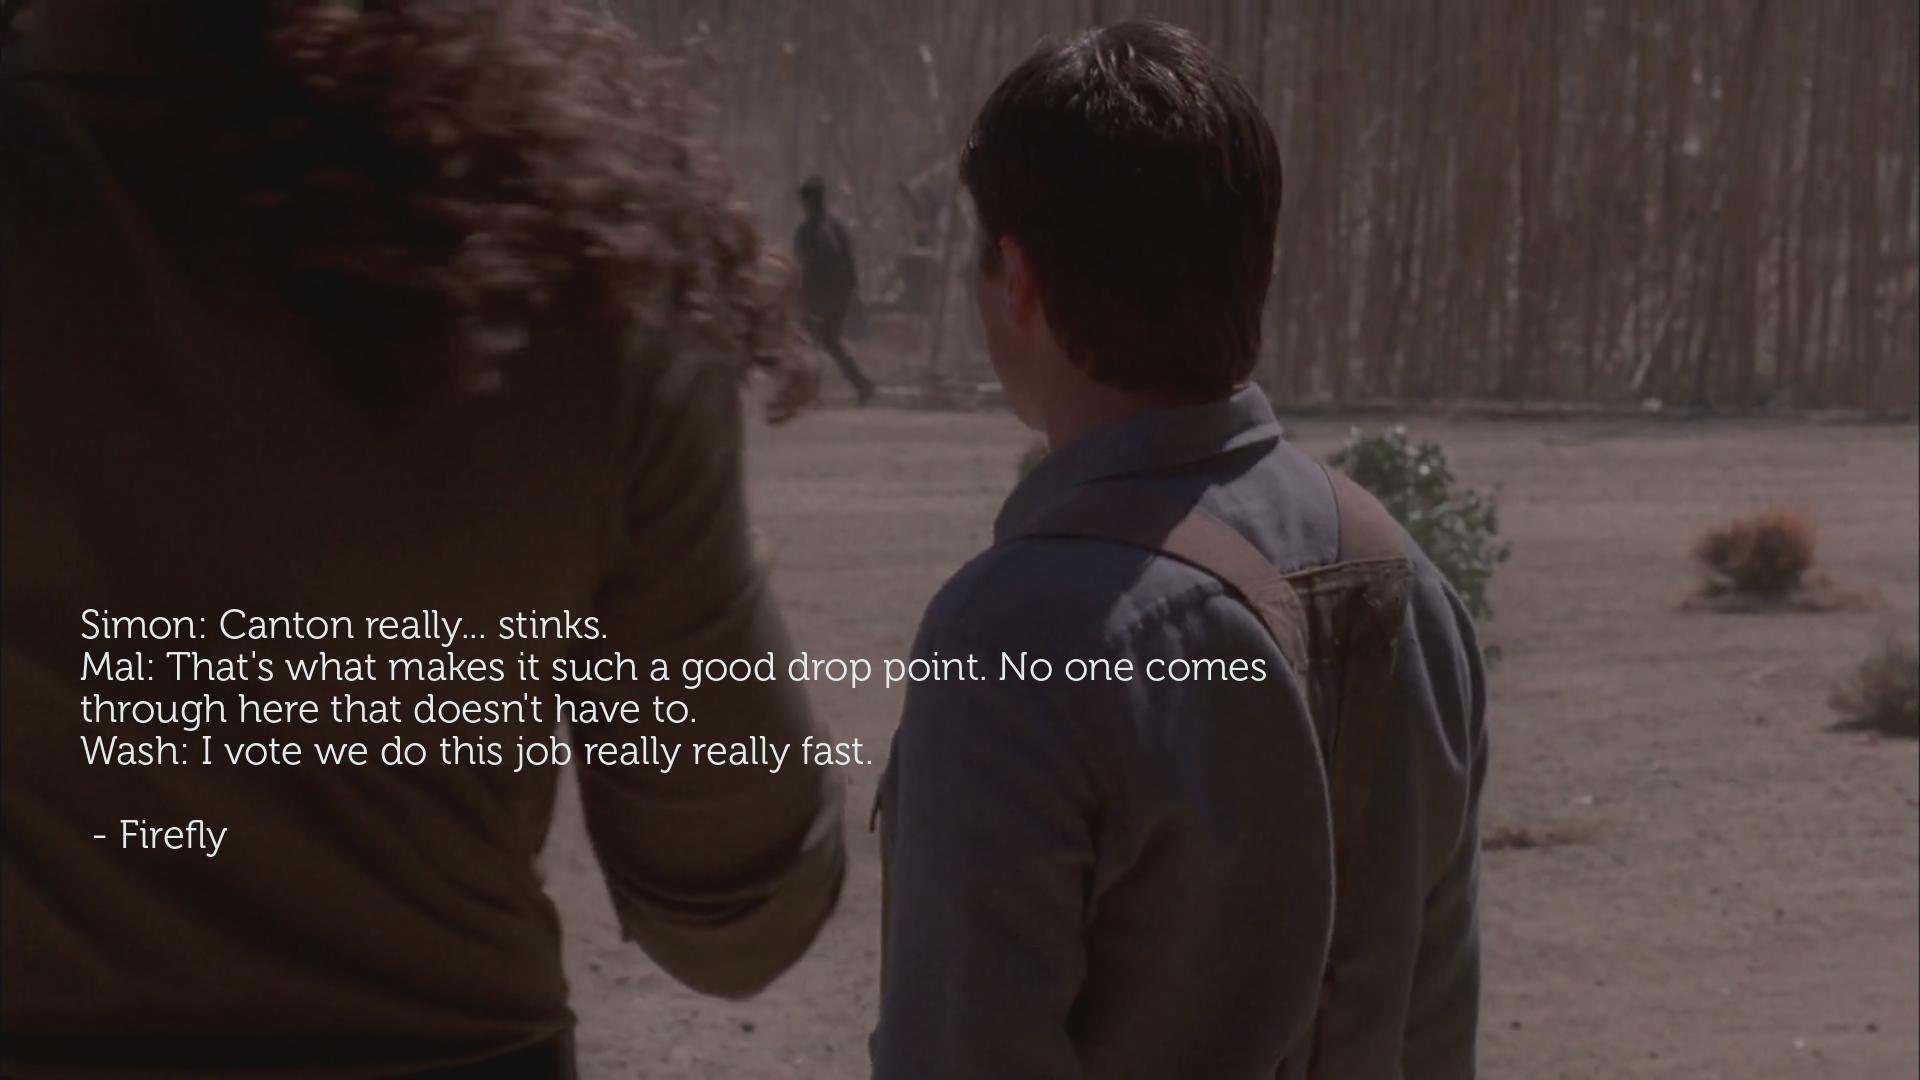 Simon: Canton really... stinks.
Mal: That's what makes it such a good drop point. No one comes
through here that doesn't have to.
Wash: I vote we do this job really really fast.
- Firefly